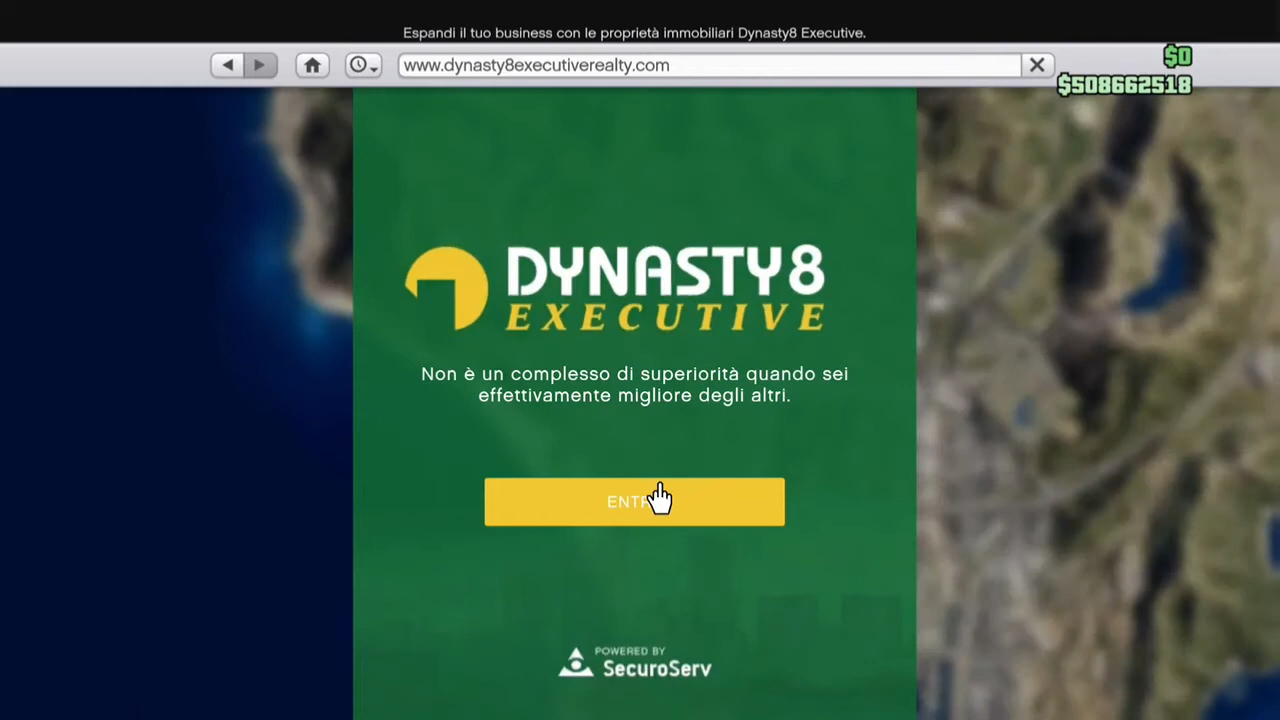 Espandi il tuo business con le proprietà immobiliari Dynasty8 Executive.
www.dynasty8executiverealty.com
$0
$508662518
DYNASTY8
EXECUTIVE
Non è un complesso di superiorità quando sei
effettivamente migliore degli altri.
POWERED BY
SecuroServ